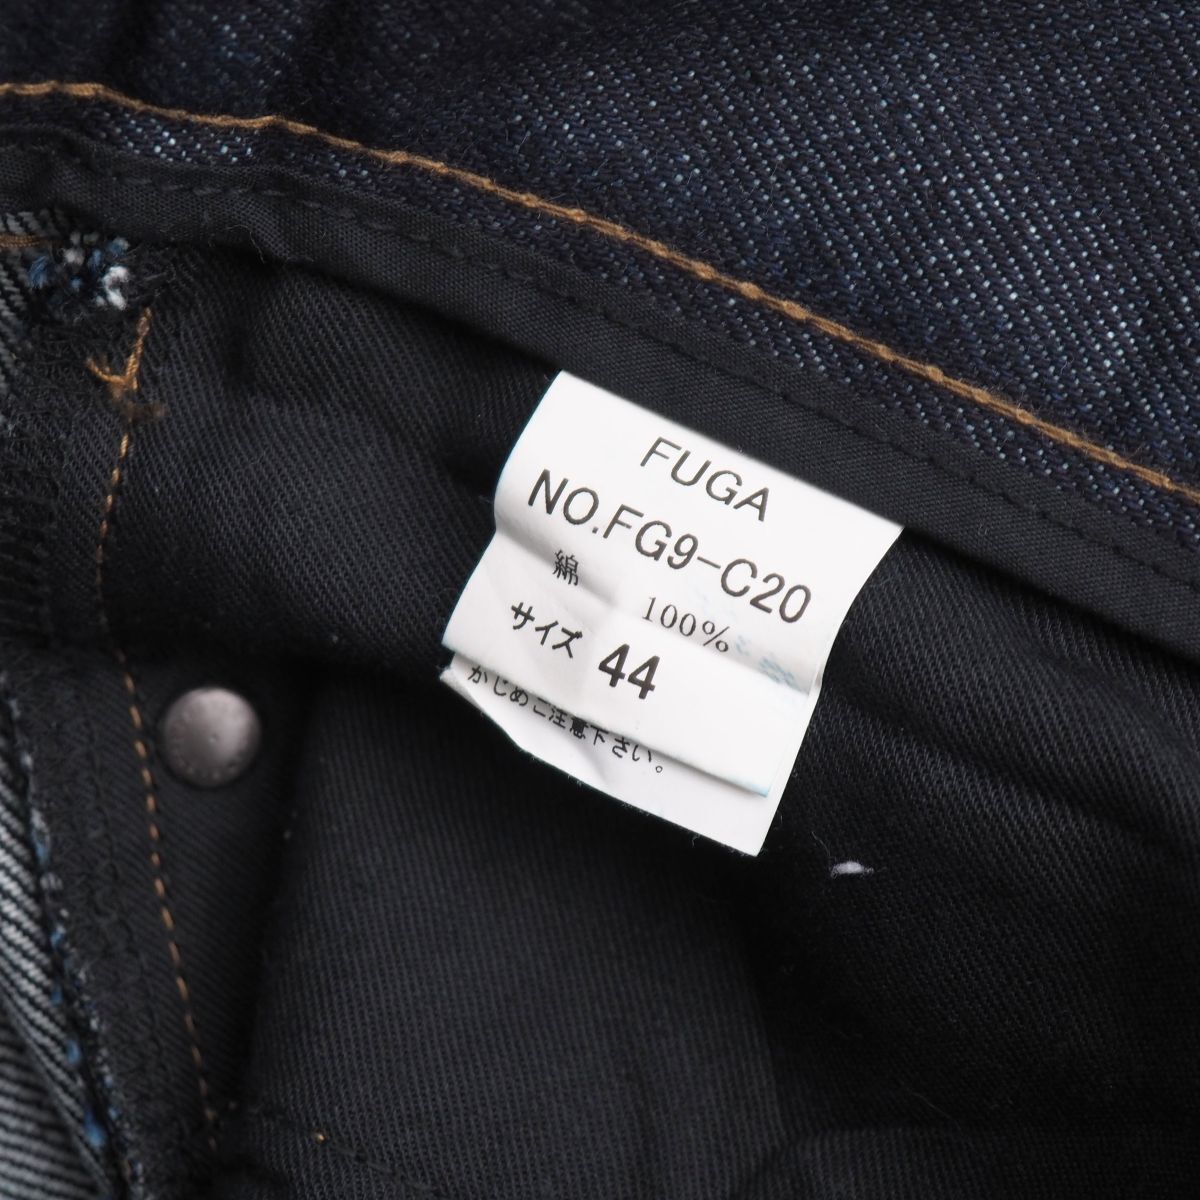 FUGA
NO.FG9-C20
綿 100%
サイズ 44
かじめご注意下さい。